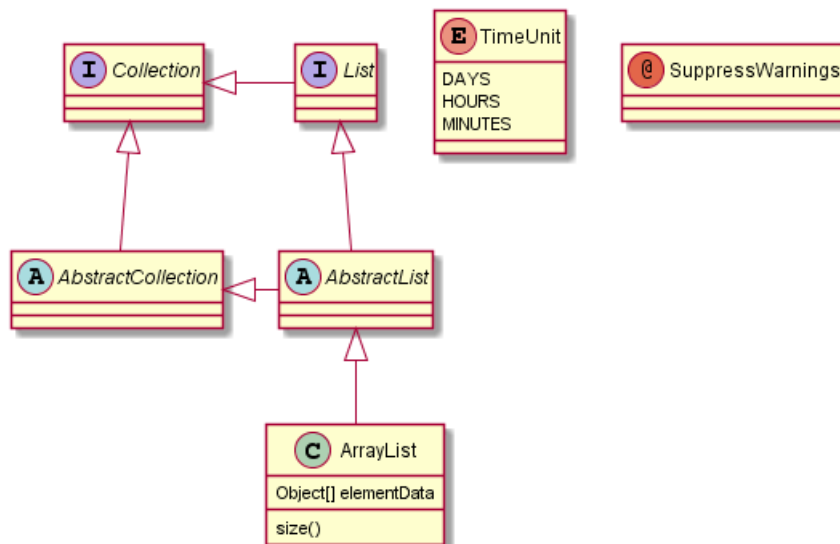 I Collection
I List
E TimeUnit
DAYS
HOURS
MINUTES
@ SuppressWarnings
A AbstractCollection
A AbstractList
C ArrayList
Object[] elementData
size()